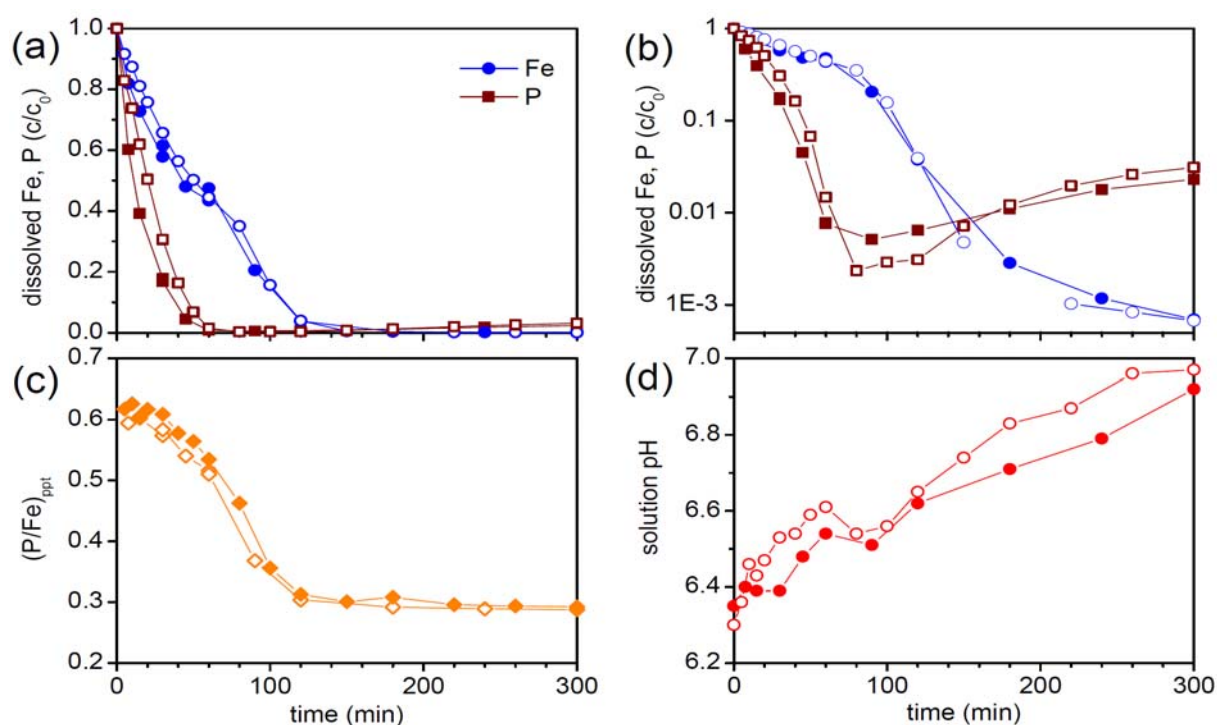 (a)
dissolved Fe, P (c/c₀)
1.0
0.8
0.6
0.4
0.2
0.0
Fe
P
(b)
dissolved Fe, P (c/c₀)
1
0.1
0.01
1E-3
(c)
(P/Fe)ppt
0.7
0.6
0.5
0.4
0.3
0.2
0 100 200 300
time (min)
(d)
solution pH
7.0
6.8
6.6
6.4
6.2
0 100 200 300
time (min)